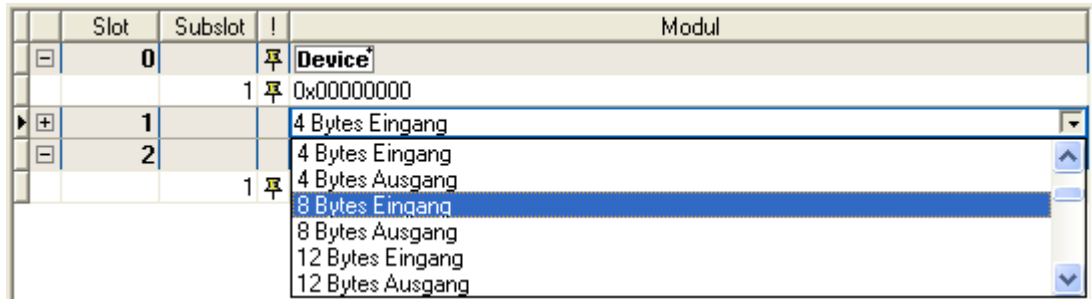 Slot Subslot ! Modul
0 Device+
1 0x00000000
1 4 Bytes Eingang
2 4 Bytes Eingang
1 4 Bytes Ausgang
8 Bytes Eingang
8 Bytes Ausgang
12 Bytes Eingang
12 Bytes Ausgang